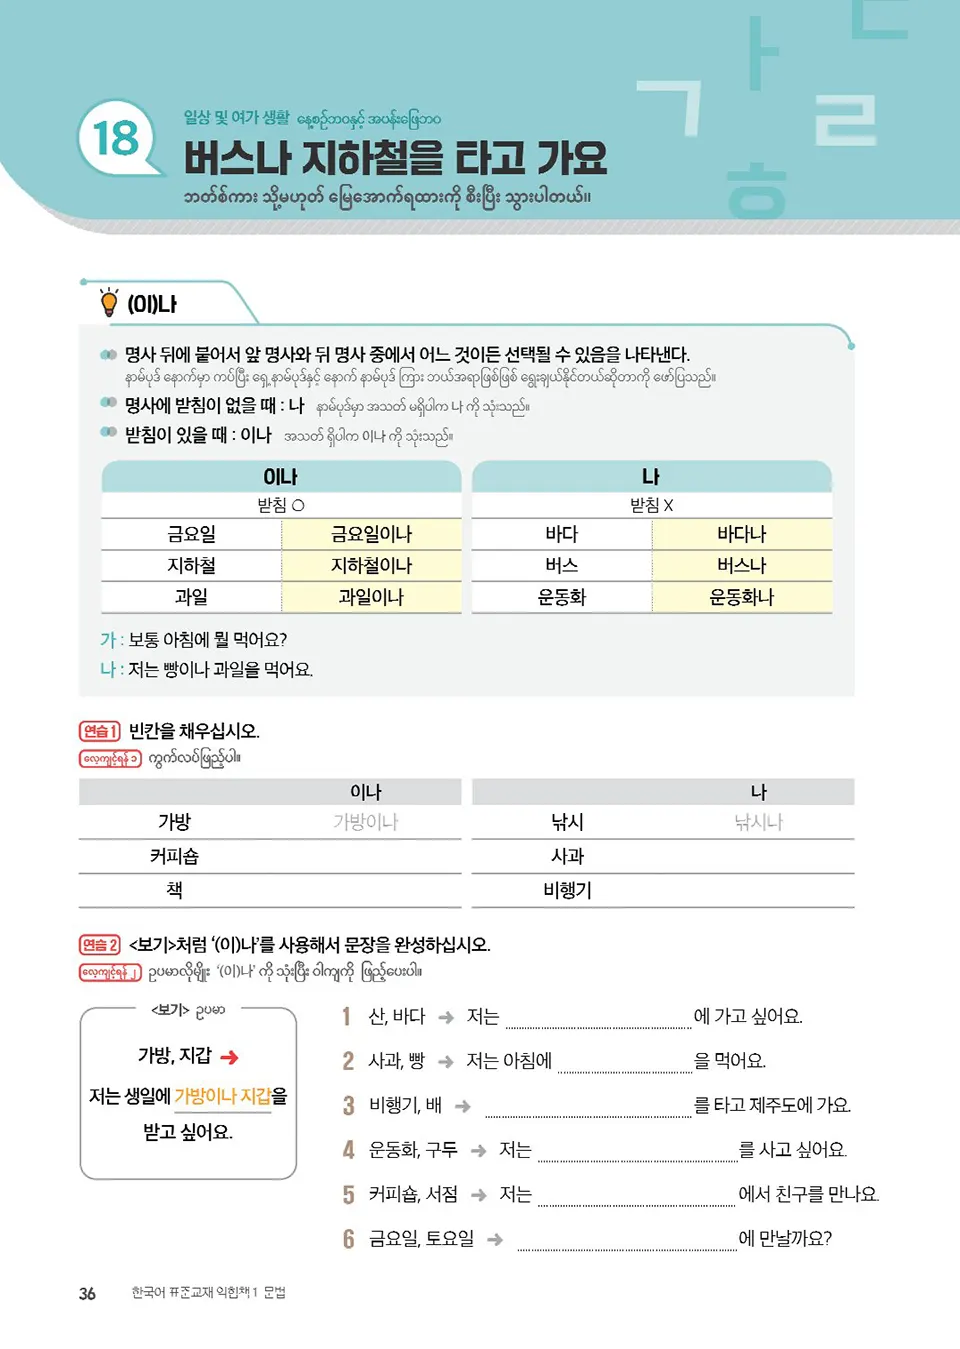 18
일상 및 여가 생활 နေ့စဉ်ဘဝနှင့် အပန်းဖြေဘဝ
버스나 지하철을 타고 가요
ဘတ်စ်ကား သို့မဟုတ် မြေအောက်ရထားကို စီးပြီး သွားပါတယ်။
ㄱ ㅏ ㄹ ㅎ ㄷ
(이)나
명사 뒤에 붙어서 앞 명사와 뒤 명사 중에서 어느 것이든 선택될 수 있음을 나타낸다.
နာမ်ပုဒ် နောက်မှာ ကပ်ပြီး ရှေ့နာမ်ပုဒ်နှင့် နောက် နာမ်ပုဒ် ကြား ဘယ်အရာဖြစ်ဖြစ် ရွေးချယ်နိုင်တယ်ဆိုတာကို ဖော်ပြသည်။
명사에 받침이 없을 때 : 나 နာမ်ပုဒ်မှာ အသတ် မရှိပါက 나 ကို သုံးသည်။
받침이 있을 때 : 이나 အသတ် ရှိပါက 이나 ကို သုံးသည်။
이나 나
받침 O 받침 X
금요일 금요일이나 바다 바다나
지하철 지하철이나 버스 버스나
과일 과일이나 운동화 운동화나
가 : 보통 아침에 뭘 먹어요?
나 : 저는 빵이나 과일을 먹어요.
연습 1 빈칸을 채우십시오.
လေ့ကျင့်ရန် ၁ ကွက်လပ်ဖြည့်ပါ။
이나 나
가방 가방이나 낚시 낚시나
커피숍 사과
책 비행기
연습 2 <보기>처럼 ‘(이)나’를 사용해서 문장을 완성하십시오.
လေ့ကျင့်ရန် ၂ ဥပမာလိုမျိုး ‘(이)나’ ကို သုံးပြီး ဝါကျကို ဖြည့်ပေးပါ။
<보기> ဥပမာ
가방, 지갑 ➔
저는 생일에 가방이나 지갑을
받고 싶어요.
1 산, 바다 ➔ 저는 에 가고 싶어요.
2 사과, 빵 ➔ 저는 아침에 을 먹어요.
3 비행기, 배 ➔ 를 타고 제주도에 가요.
4 운동화, 구두 ➔ 저는 를 사고 싶어요.
5 커피숍, 서점 ➔ 저는 에서 친구를 만나요.
6 금요일, 토요일 ➔ 에 만날까요?
36 한국어 표준교재 익힘책 1 문법